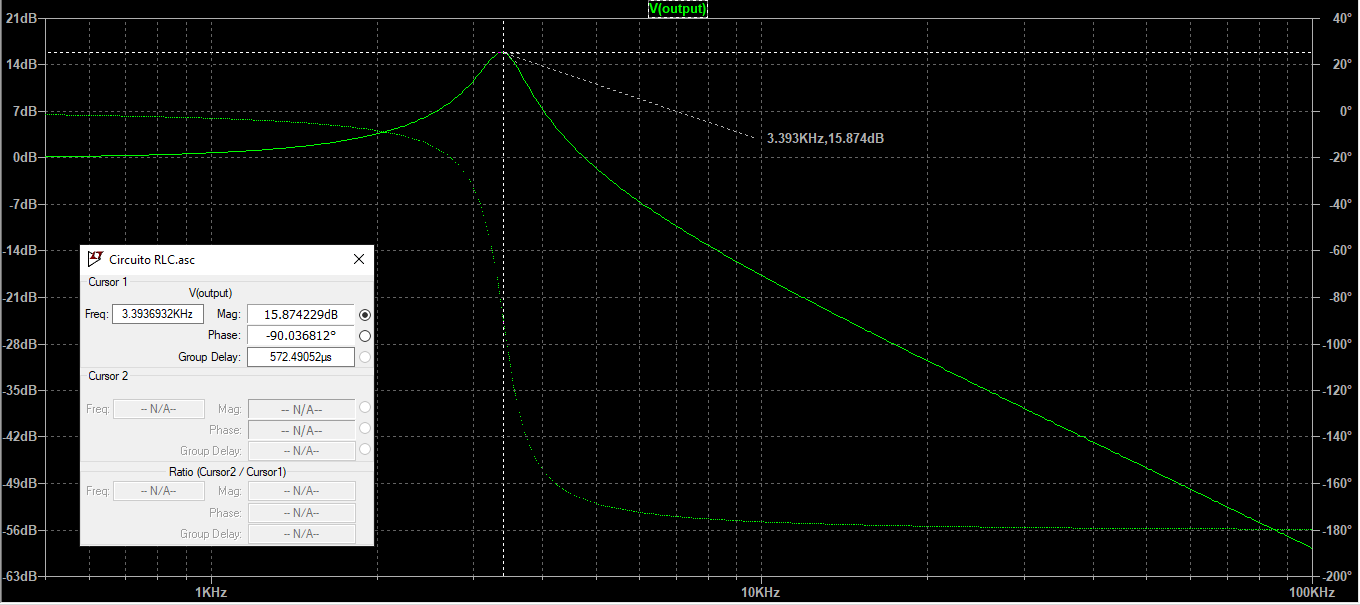 V(output)
21dB
40°
14dB
20°
7dB
0°
3.393KHz,15.874dB
0dB
-20°
-7dB
-40°
-14dB
-60°
-21dB
-80°
-28dB
-100°
-35dB
-120°
-42dB
-140°
-49dB
-160°
-56dB
-180°
-63dB
-200°
1KHz
10KHz
100KHz
Circuito RLC.asc
Cursor 1
V(output)
Freq: 3.3936932KHz Mag: 15.874229dB
Phase: -90.036812°
Group Delay: 572.49052µs
Cursor 2
Freq: -- N/A-- Mag: -- N/A--
Phase: -- N/A--
Group Delay: -- N/A--
Ratio (Cursor2 / Cursor1)
Freq: -- N/A-- Mag: -- N/A--
Phase: -- N/A--
Group Delay: -- N/A--